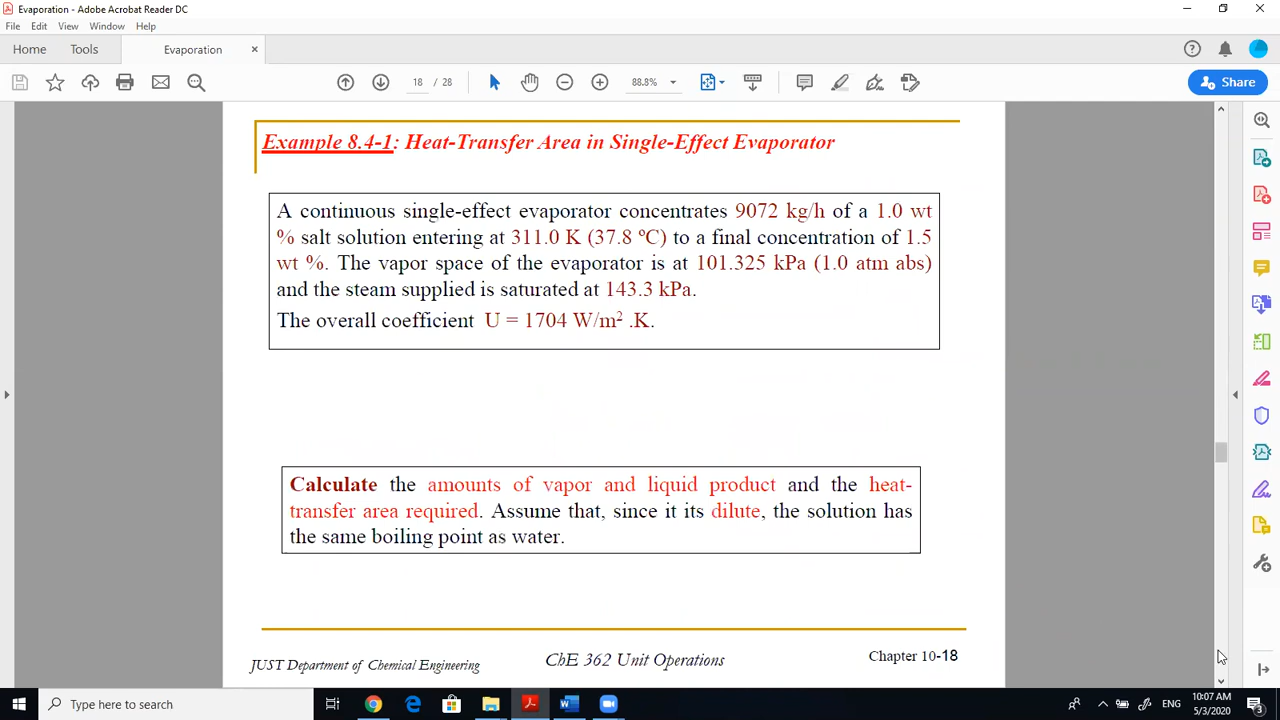 Evaporation - Adobe Acrobat Reader DC
File Edit View Window Help
Home Tools Evaporation ×
18 / 28 88.8% Share
Example 8.4-1: Heat-Transfer Area in Single-Effect Evaporator
A continuous single-effect evaporator concentrates 9072 kg/h of a 1.0 wt
% salt solution entering at 311.0 K (37.8 ºC) to a final concentration of 1.5
wt %. The vapor space of the evaporator is at 101.325 kPa (1.0 atm abs)
and the steam supplied is saturated at 143.3 kPa.
The overall coefficient U = 1704 W/m² .K.
Calculate the amounts of vapor and liquid product and the heat-
transfer area required. Assume that, since it its dilute, the solution has
the same boiling point as water.
JUST Department of Chemical Engineering ChE 362 Unit Operations Chapter 10-18
Type here to search
ENG
10:07 AM
5/3/2020
3